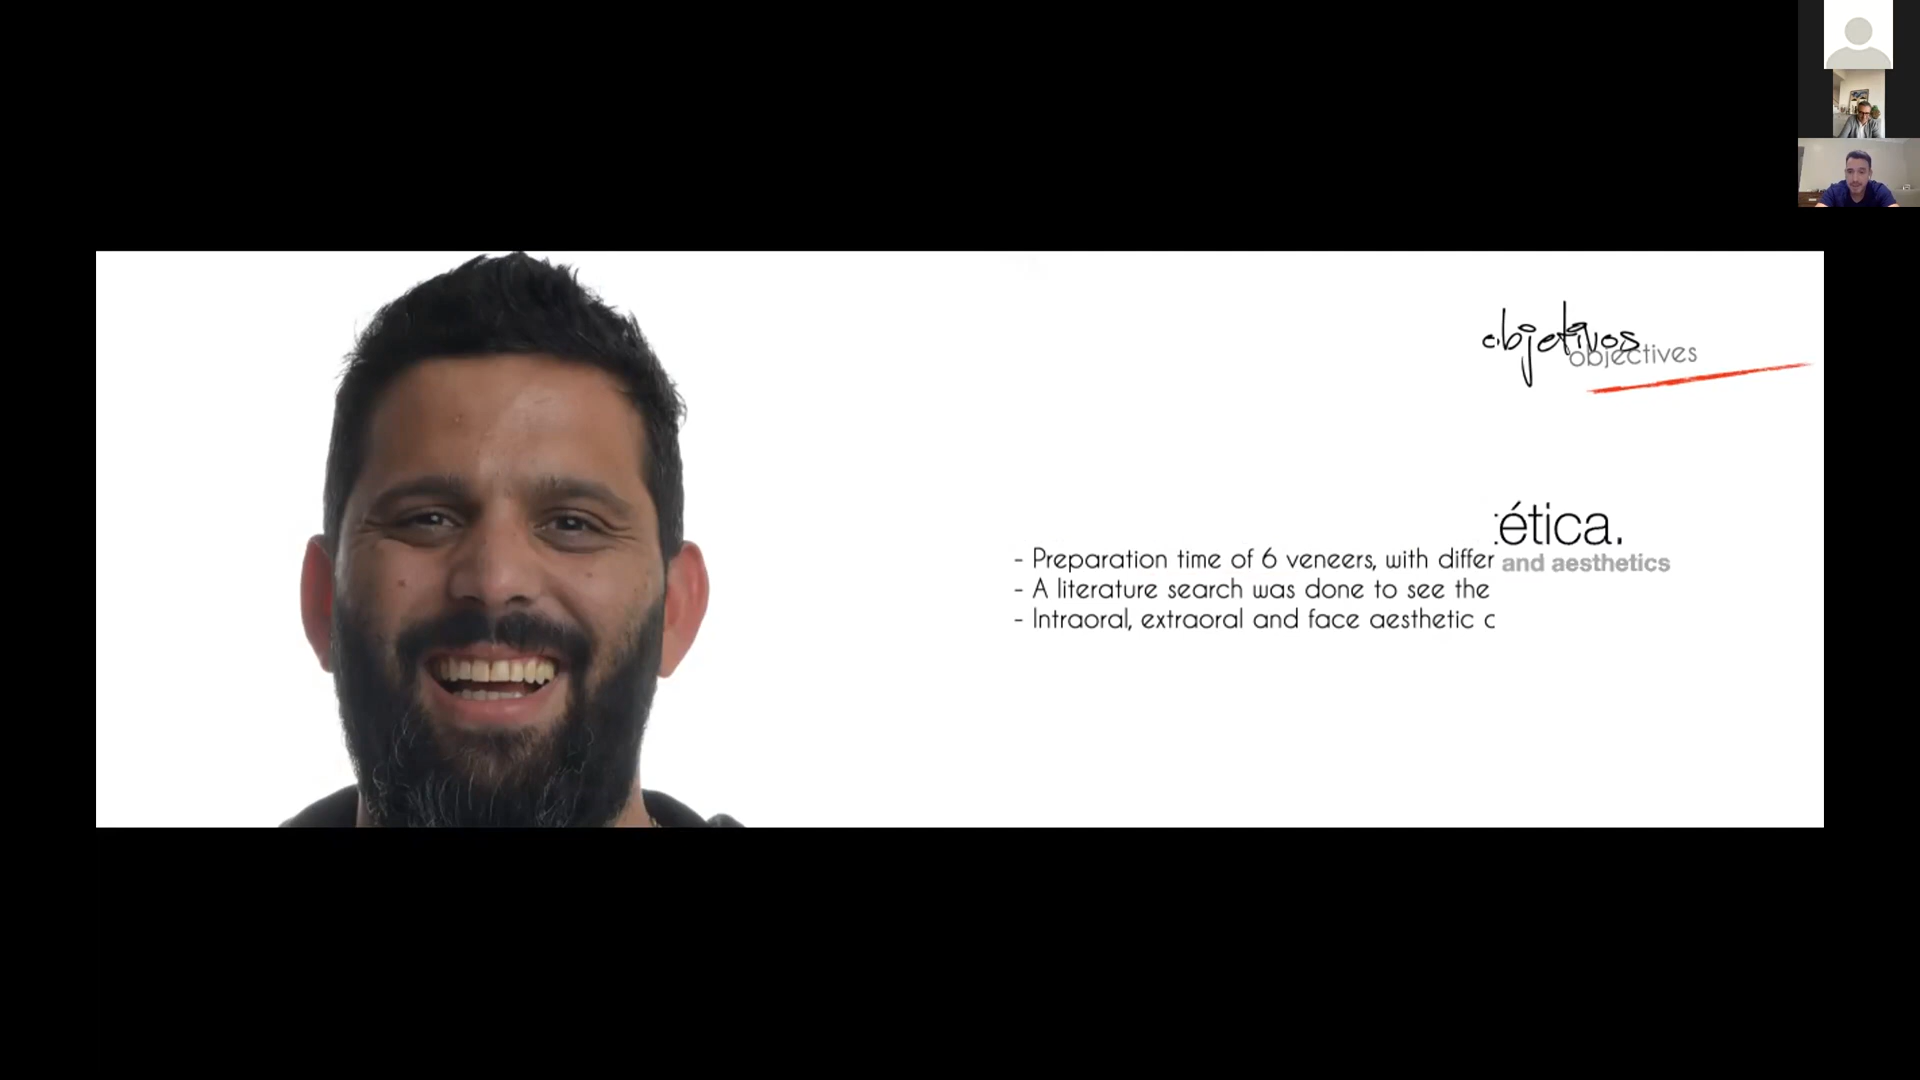 objetivos
objectives
ética.
and aesthetics
- Preparation time of 6 veneers, with differ
- A literature search was done to see the
- Intraoral, extraoral and face aesthetic c